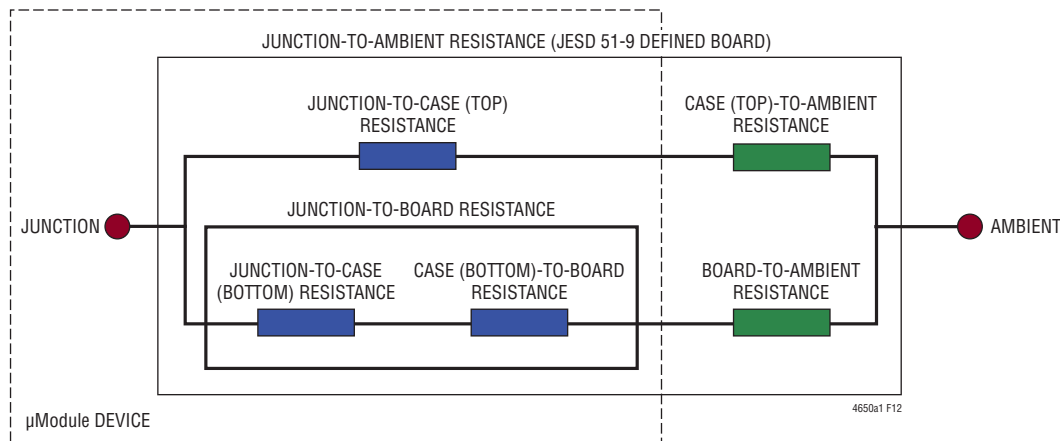 JUNCTION-TO-AMBIENT RESISTANCE (JESD 51-9 DEFINED BOARD)
JUNCTION-TO-CASE (TOP)
RESISTANCE
CASE (TOP)-TO-AMBIENT
RESISTANCE
JUNCTION
JUNCTION-TO-BOARD RESISTANCE
AMBIENT
JUNCTION-TO-CASE
(BOTTOM) RESISTANCE
CASE (BOTTOM)-TO-BOARD
RESISTANCE
BOARD-TO-AMBIENT
RESISTANCE
4650a1 F12
µModule DEVICE